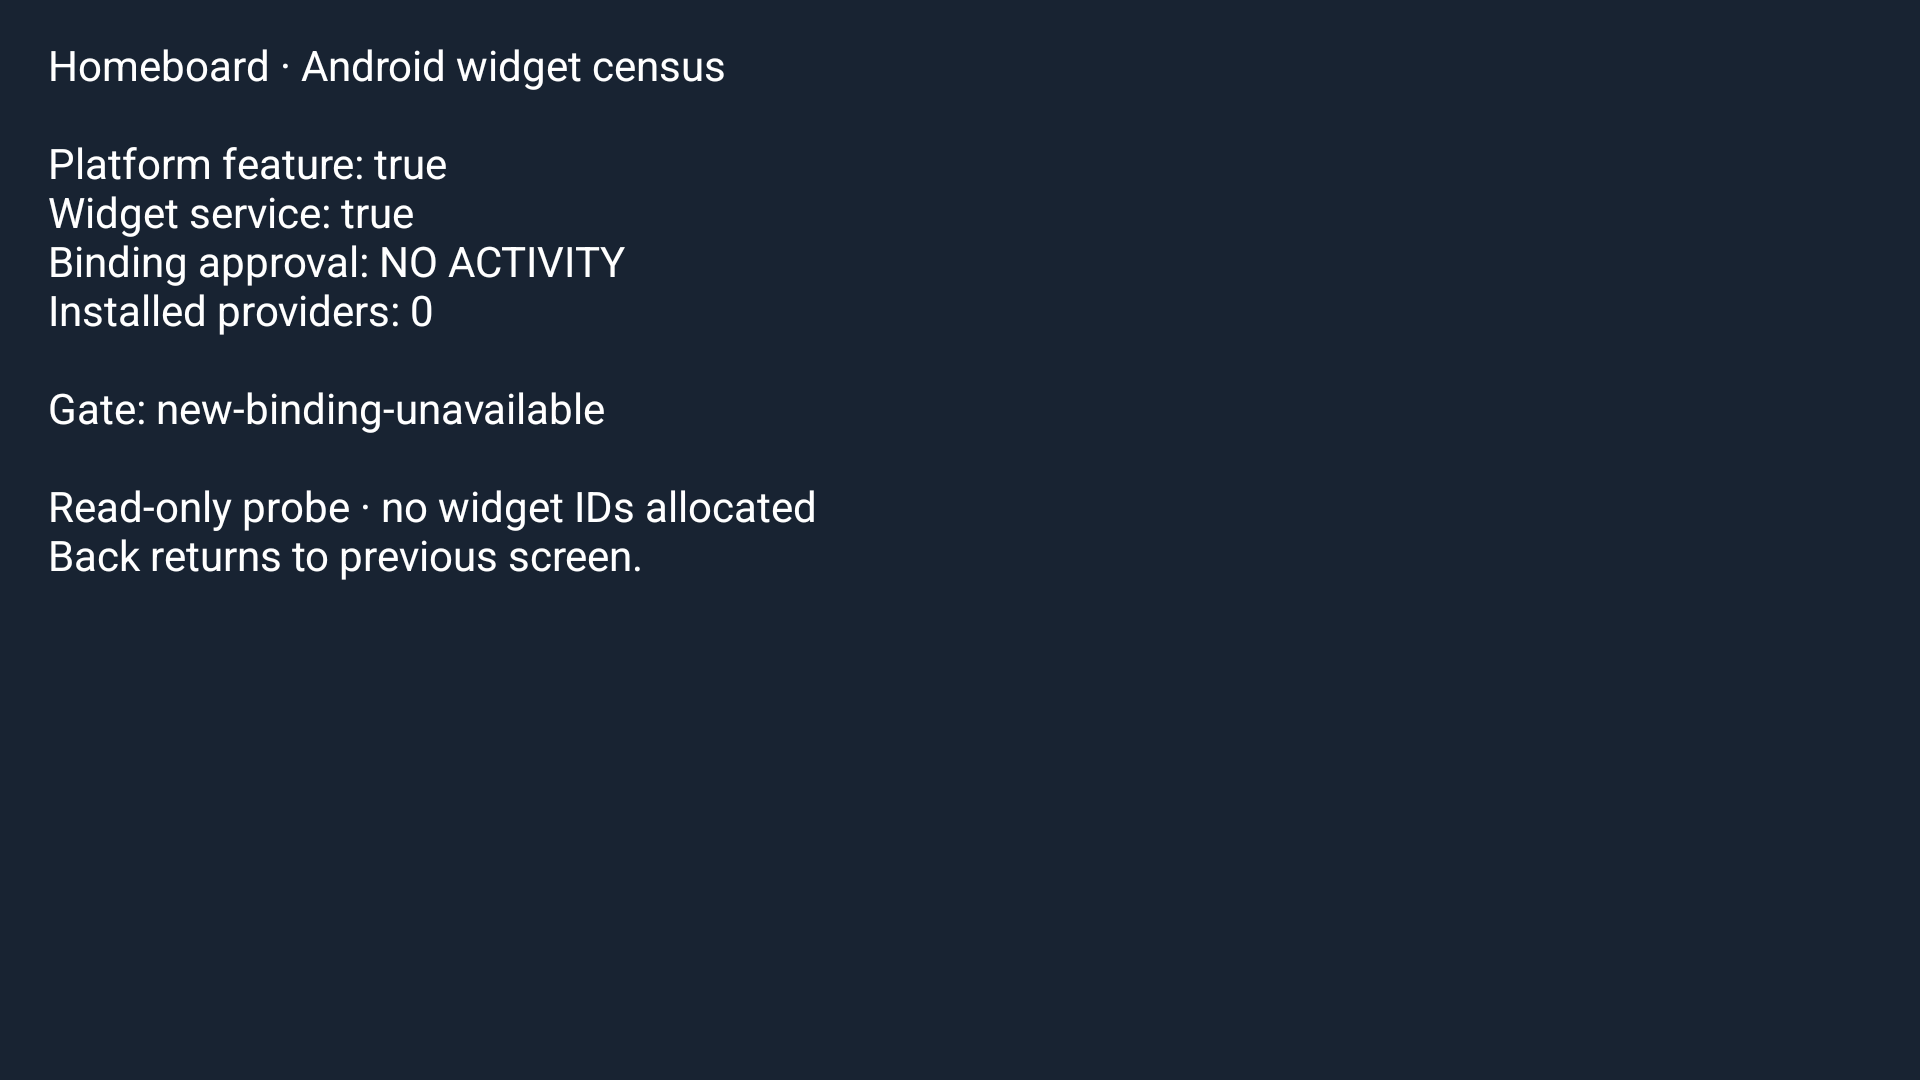 Homeboard · Android widget census
Platform feature: true
Widget service: true
Binding approval: NO ACTIVITY
Installed providers: 0
Gate: new-binding-unavailable
Read-only probe · no widget IDs allocated
Back returns to previous screen.